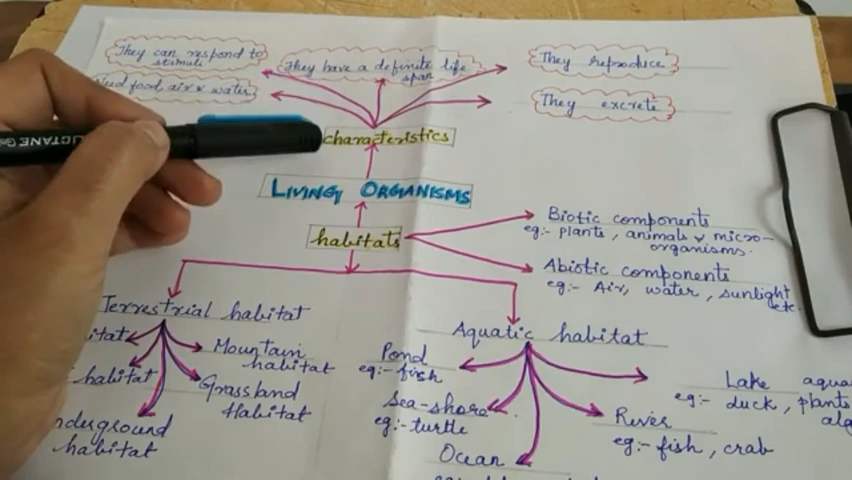 They can respond to
stimuli
They have a definite life
span
They reproduce
Need food, air & water
They excrete
characteristics
LIVING ORGANISMS
habitats
Biotic components
eg:- plants, animals & micro-
organisms.
Abiotic components
eg:- Air, water, sunlight
etc.
Terrestrial habitat
Mountain
habitat
habitat
Grassland
Habitat
underground
habitat
Aquatic habitat
Pond
eg:- fish
Sea-shore
eg:- turtle
Ocean
River
eg:- fish, crab
Lake
eg:- duck, plants